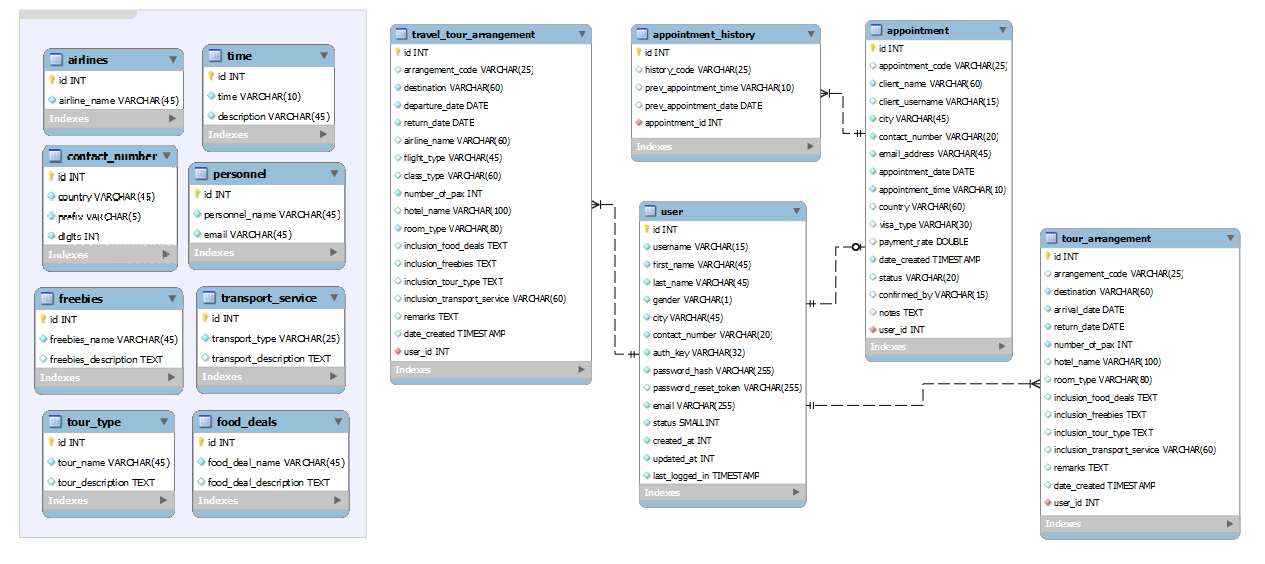 airlines
id INT
airline_name VARCHAR(45)
Indexes
time
id INT
time VARCHAR(10)
description VARCHAR(45)
Indexes
contact_number
id INT
country VARCHAR(45)
prefix VARCHAR(5)
digits INT
Indexes
personnel
id INT
personnel_name VARCHAR(45)
email VARCHAR(45)
Indexes
freebies
id INT
freebies_name VARCHAR(45)
freebies_description TEXT
Indexes
transport_service
id INT
transport_type VARCHAR(25)
transport_description TEXT
Indexes
tour_type
id INT
tour_name VARCHAR(45)
tour_description TEXT
Indexes
food_deals
id INT
food_deal_name VARCHAR(45)
food_deal_description TEXT
Indexes
travel_tour_arrangement
id INT
arrangement_code VARCHAR(25)
destination VARCHAR(60)
departure_date DATE
return_date DATE
airline_name VARCHAR(60)
flight_type VARCHAR(45)
class_type VARCHAR(60)
number_of_pax INT
hotel_name VARCHAR(100)
room_type VARCHAR(80)
inclusion_food_deals TEXT
inclusion_freebies TEXT
inclusion_tour_type TEXT
inclusion_transport_service VARCHAR(60)
remarks TEXT
date_created TIMESTAMP
user_id INT
Indexes
appointment_history
id INT
history_code VARCHAR(25)
prev_appointment_time VARCHAR(10)
prev_appointment_date DATE
appointment_id INT
Indexes
user
id INT
username VARCHAR(15)
first_name VARCHAR(45)
last_name VARCHAR(45)
gender VARCHAR(1)
city VARCHAR(45)
contact_number VARCHAR(20)
auth_key VARCHAR(32)
password_hash VARCHAR(255)
password_reset_token VARCHAR(255)
email VARCHAR(255)
status SMALLINT
created_at INT
updated_at INT
last_logged_in TIMESTAMP
Indexes
appointment
id INT
appointment_code VARCHAR(25)
client_name VARCHAR(60)
client_username VARCHAR(15)
city VARCHAR(45)
contact_number VARCHAR(20)
email_address VARCHAR(45)
appointment_date DATE
appointment_time VARCHAR(10)
country VARCHAR(60)
visa_type VARCHAR(30)
payment_rate DOUBLE
date_created TIMESTAMP
status VARCHAR(20)
confirmed_by VARCHAR(15)
notes TEXT
user_id INT
Indexes
tour_arrangement
id INT
arrangement_code VARCHAR(25)
destination VARCHAR(60)
arrival_date DATE
return_date DATE
number_of_pax INT
hotel_name VARCHAR(100)
room_type VARCHAR(80)
inclusion_food_deals TEXT
inclusion_freebies TEXT
inclusion_tour_type TEXT
inclusion_transport_service VARCHAR(60)
remarks TEXT
date_created TIMESTAMP
user_id INT
Indexes